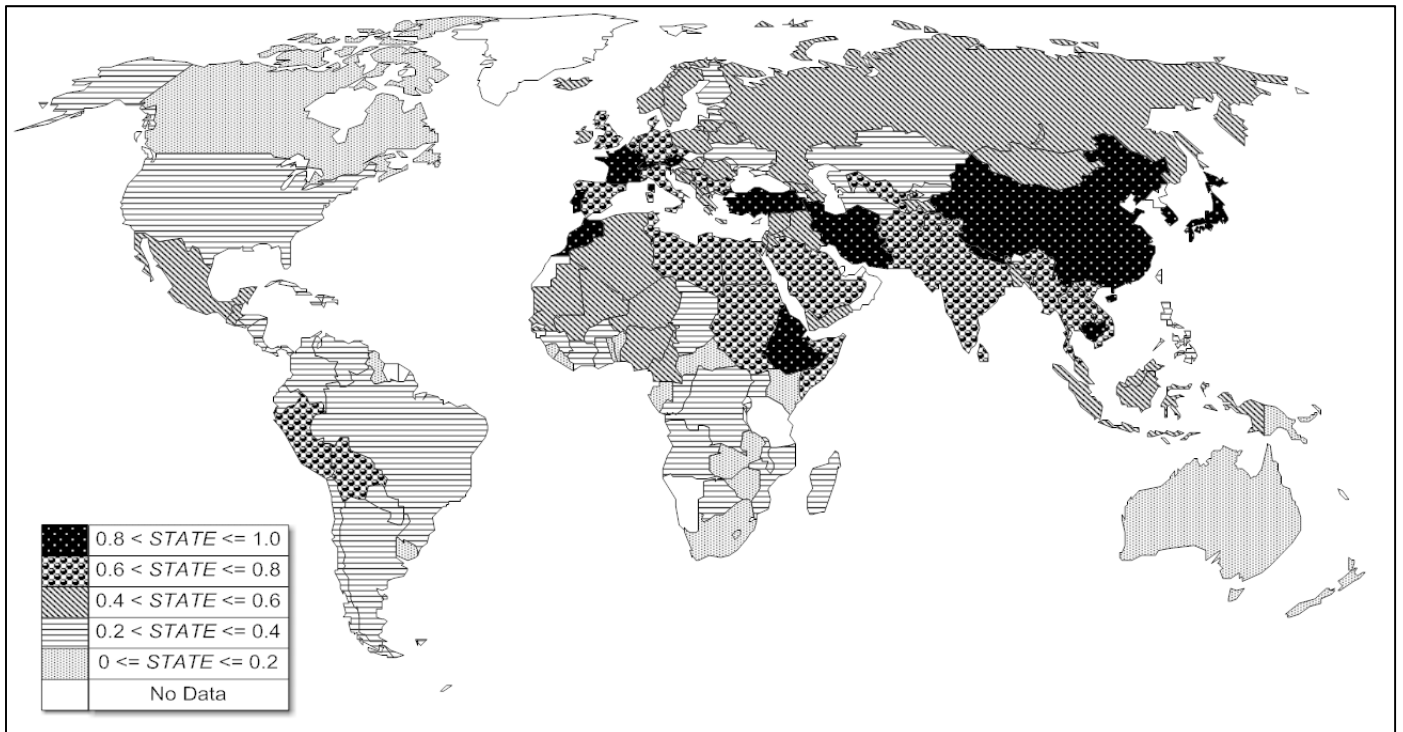 0.8 < STATE <= 1.0
0.6 < STATE <= 0.8
0.4 < STATE <= 0.6
0.2 < STATE <= 0.4
0 <= STATE <= 0.2
No Data